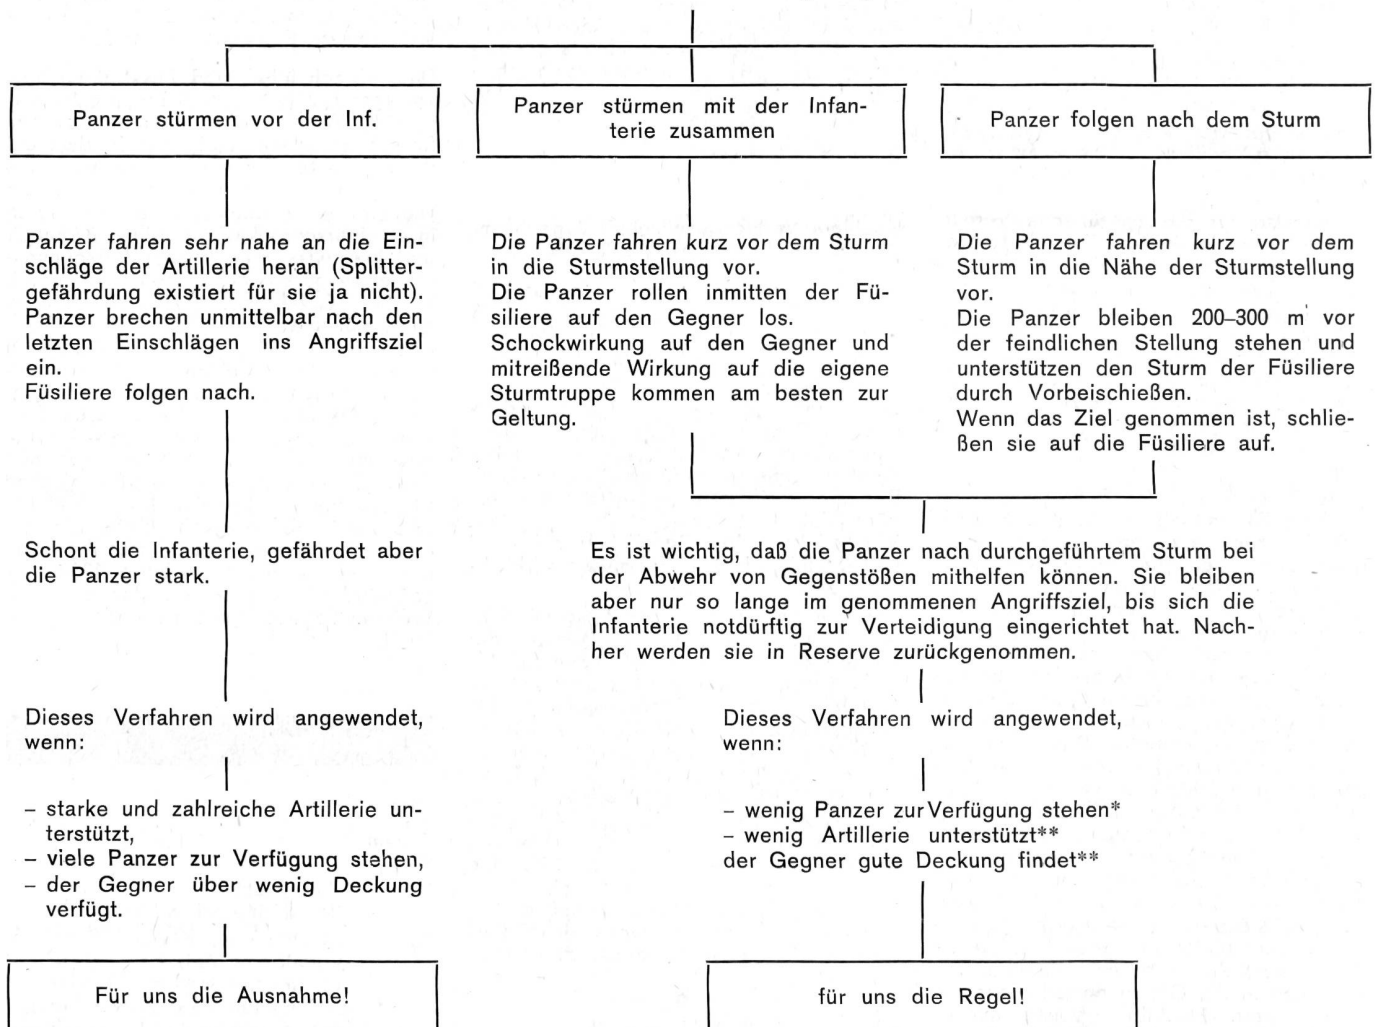 Panzer stürmen vor der Inf.
Panzer fahren sehr nahe an die Ein-
schläge der Artillerie heran (Splitter-
gefährdung existiert für sie ja nicht).
Panzer brechen unmittelbar nach den
letzten Einschlägen ins Angriffsziel
ein.
Füsiliere folgen nach.
Schont die Infanterie, gefährdet aber
die Panzer stark.
Dieses Verfahren wird angewendet,
wenn:
– starke und zahlreiche Artillerie un-
terstützt,
– viele Panzer zur Verfügung stehen,
– der Gegner über wenig Deckung
verfügt.
Für uns die Ausnahme!
Panzer stürmen mit der Infan-
terie zusammen
Die Panzer fahren kurz vor dem Sturm
in die Sturmstellung vor.
Die Panzer rollen inmitten der Fü-
siliere auf den Gegner los.
Schockwirkung auf den Gegner und
mitreißende Wirkung auf die eigene
Sturmtruppe kommen am besten zur
Geltung.
Panzer folgen nach dem Sturm
Die Panzer fahren kurz vor dem
Sturm in die Nähe der Sturmstellung
vor.
Die Panzer bleiben 200–300 m vor
der feindlichen Stellung stehen und
unterstützen den Sturm der Füsiliere
durch Vorbeischießen.
Wenn das Ziel genommen ist, schlie-
ßen sie auf die Füsiliere auf.
Es ist wichtig, daß die Panzer nach durchgeführtem Sturm bei
der Abwehr von Gegenstößen mithelfen können. Sie bleiben
aber nur so lange im genommenen Angriffsziel, bis sich die
Infanterie notdürftig zur Verteidigung eingerichtet hat. Nach-
her werden sie in Reserve zurückgenommen.
Dieses Verfahren wird angewendet,
wenn:
– wenig Panzer zur Verfügung stehen*
– wenig Artillerie unterstützt**
der Gegner gute Deckung findet**
für uns die Regel!